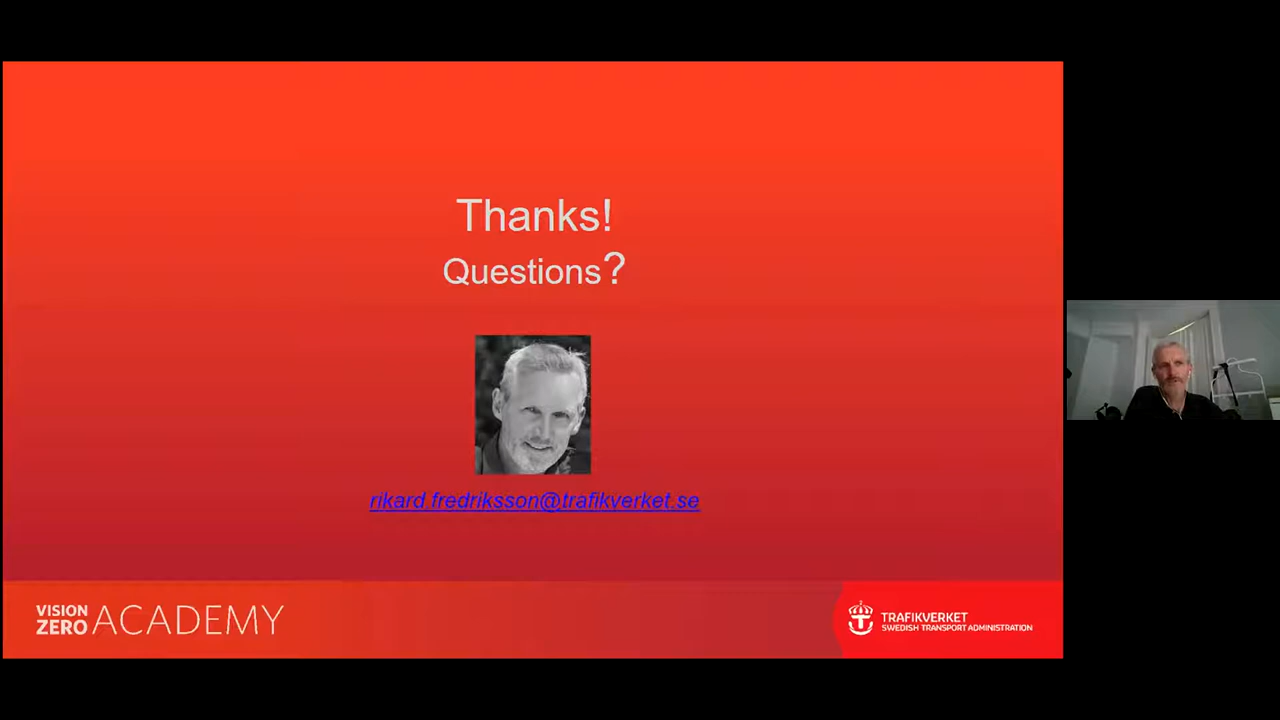 Thanks!
Questions?
rikard.fredriksson@trafikverket.se
VISION
ZERO ACADEMY
TRAFIKVERKET
SWEDISH TRANSPORT ADMINISTRATION